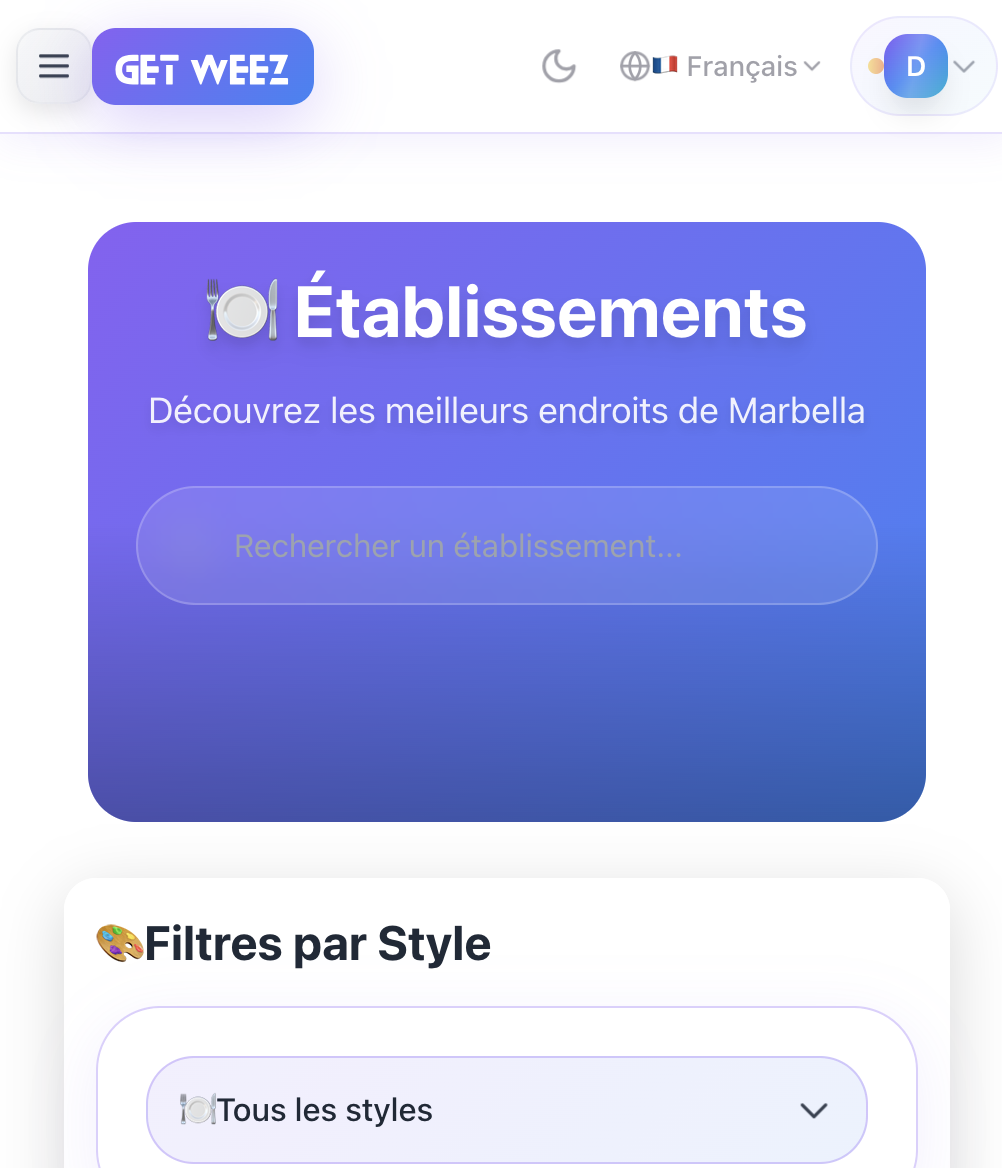 GET WEEZ
Français
D
Établissements
Découvrez les meilleurs endroits de Marbella
Rechercher un établissement...
Filtres par Style
Tous les styles